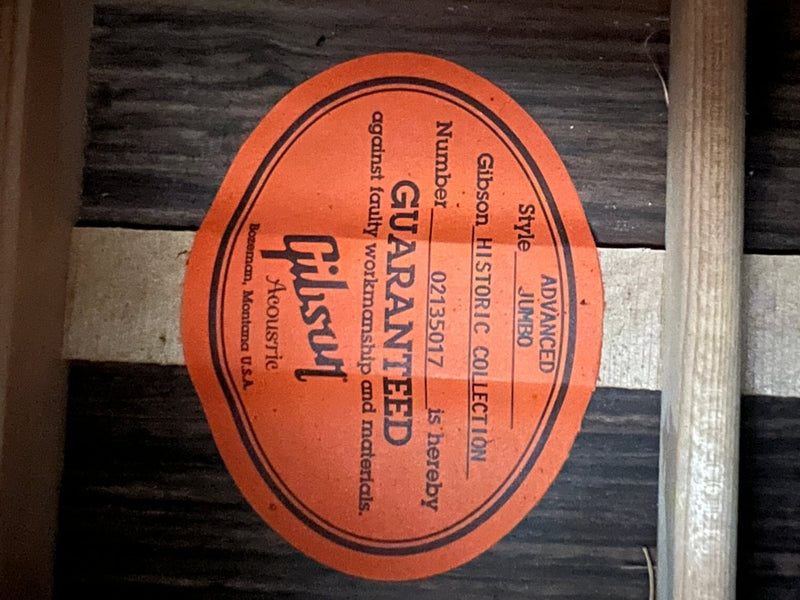 ADVANCED
Style JUMBO
Gibson HISTORIC COLLECTION
Number 02135017 is hereby
GUARANTEED
against faulty workmanship and materials.
Gibson
Acoustic
Bozeman, Montana U.S.A.